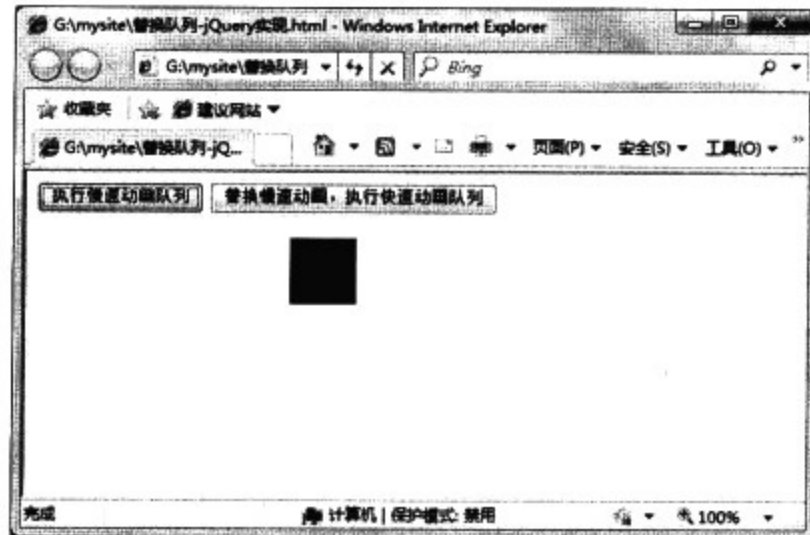 G:\mysite\替换队列-jQuery实现.html - Windows Internet Explorer
G:\mysite\替换队列
Bing
收藏夹
建议网站
G:\mysite\替换队列-jQ...
页面(P)
安全(S)
工具(O)
执行慢速动画队列
替换慢速动画，执行快速动画队列
完成
计算机 | 保护模式: 禁用
100%